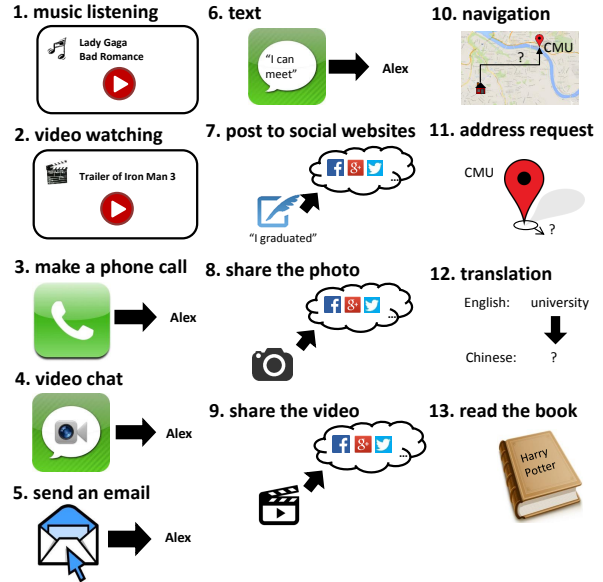 1. music listening
Lady Gaga
Bad Romance
2. video watching
Trailer of Iron Man 3
3. make a phone call
Alex
4. video chat
Alex
5. send an email
Alex
6. text
"I can
meet"
Alex
7. post to social websites
f g+
...
"I graduated"
8. share the photo
f g+
...
9. share the video
f g+
...
10. navigation
CMU
?
11. address request
CMU
?
12. translation
English: university
Chinese: ?
13. read the book
Harry
Potter